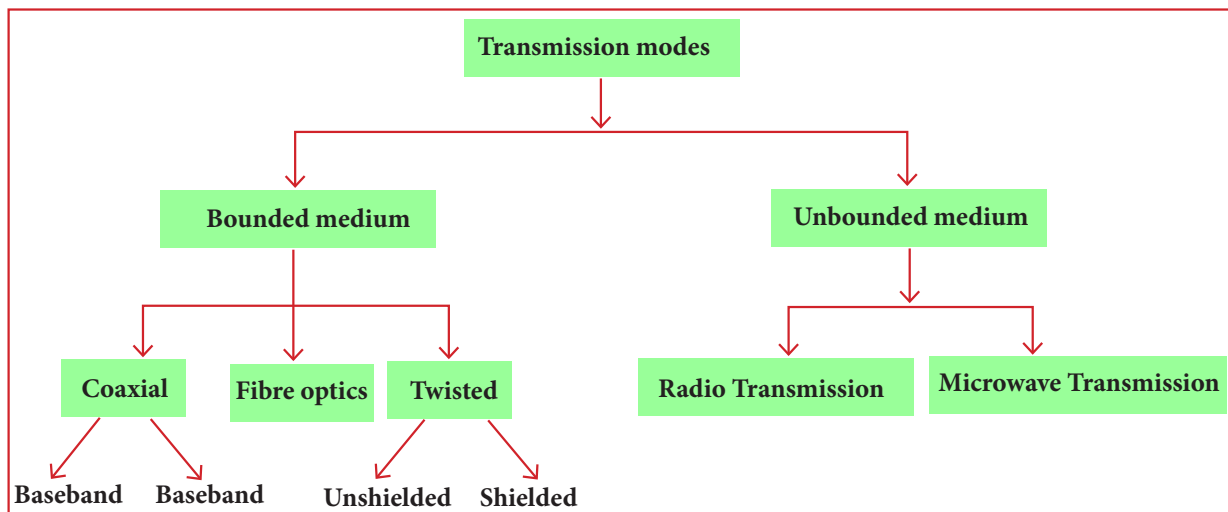 Transmission modes
Bounded medium
Unbounded medium
Coaxial
Fibre optics
Twisted
Radio Transmission
Microwave Transmission
Baseband
Baseband
Unshielded
Shielded